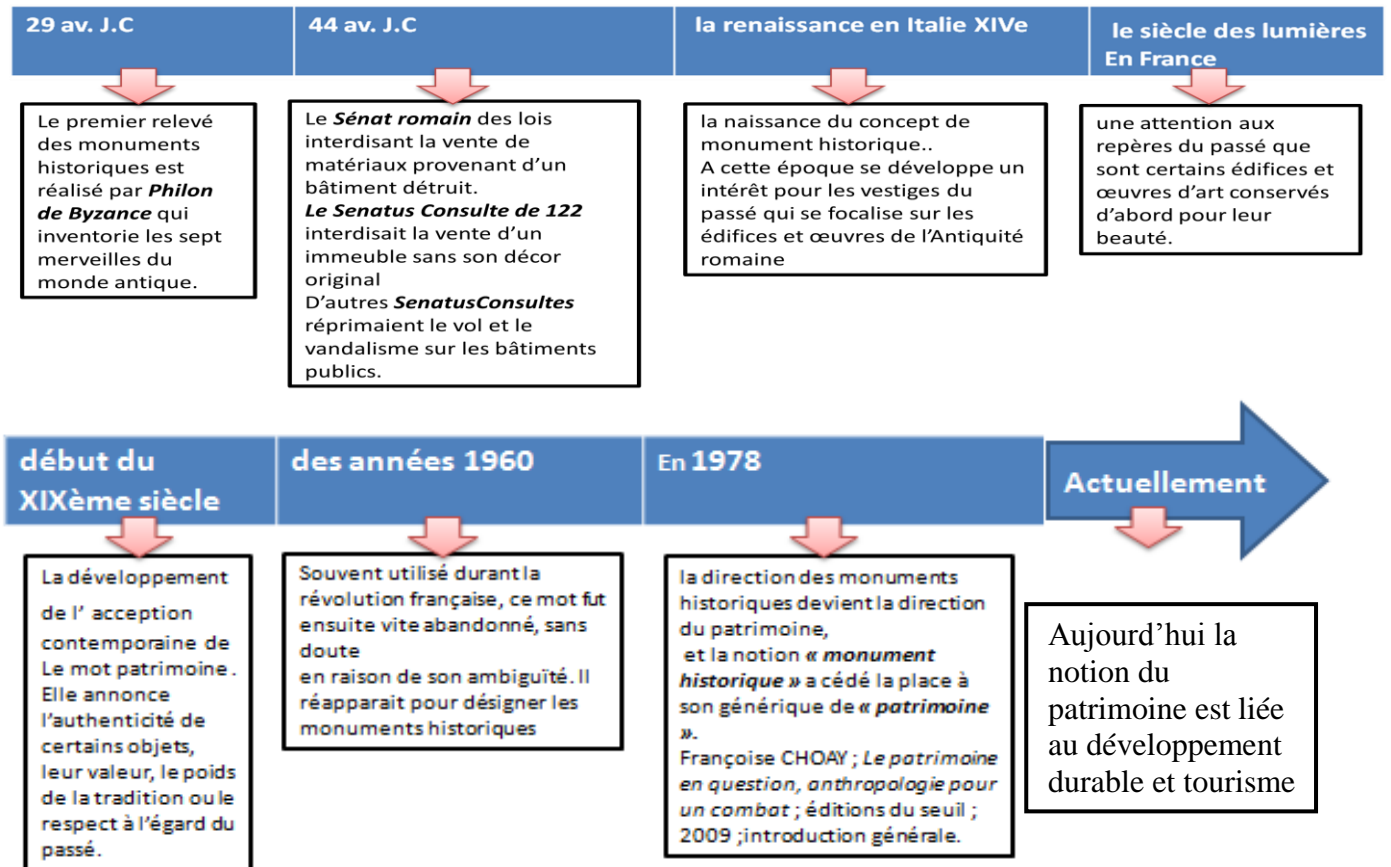 29 av. J.C
Le premier relevé
des monuments
historiques est
réalisé par Philon
de Byzance qui
inventorie les sept
merveilles du
monde antique.
44 av. J.C
Le Sénat romain des lois
interdisant la vente de
matériaux provenant d'un
bâtiment détruit.
Le Senatus Consulte de 122
interdisait la vente d'un
immeuble sans son décor
original
D'autres SenatusConsultes
réprimaient le vol et le
vandalisme sur les bâtiments
publics.
la renaissance en Italie XIVe
la naissance du concept de
monument historique..
A cette époque se développe un
intérêt pour les vestiges du
passé qui se focalise sur les
édifices et œuvres de l'Antiquité
romaine
le siècle des lumières
En France
une attention aux
repères du passé que
sont certains édifices et
œuvres d'art conservés
d'abord pour leur
beauté.
début du
XIXème siècle
La développement
de l' acception
contemporaine de
Le mot patrimoine .
Elle annonce
l'authenticité de
certains objets,
leur valeur, le poids
de la tradition ou le
respect à l'égard du
passé.
des années 1960
Souvent utilisé durant la
révolution française, ce mot fut
ensuite vite abandonné, sans
doute
en raison de son ambiguïté. Il
réapparait pour désigner les
monuments historiques
En 1978
la direction des monuments
historiques devient la direction
du patrimoine,
et la notion « monument
historique » a cédé la place à
son générique de « patrimoine
».
Françoise CHOAY ; Le patrimoine
en question, anthropologie pour
un combat ; éditions du seuil ;
2009 ;introduction générale.
Actuellement
Aujourd'hui la
notion du
patrimoine est liée
au développement
durable et tourisme